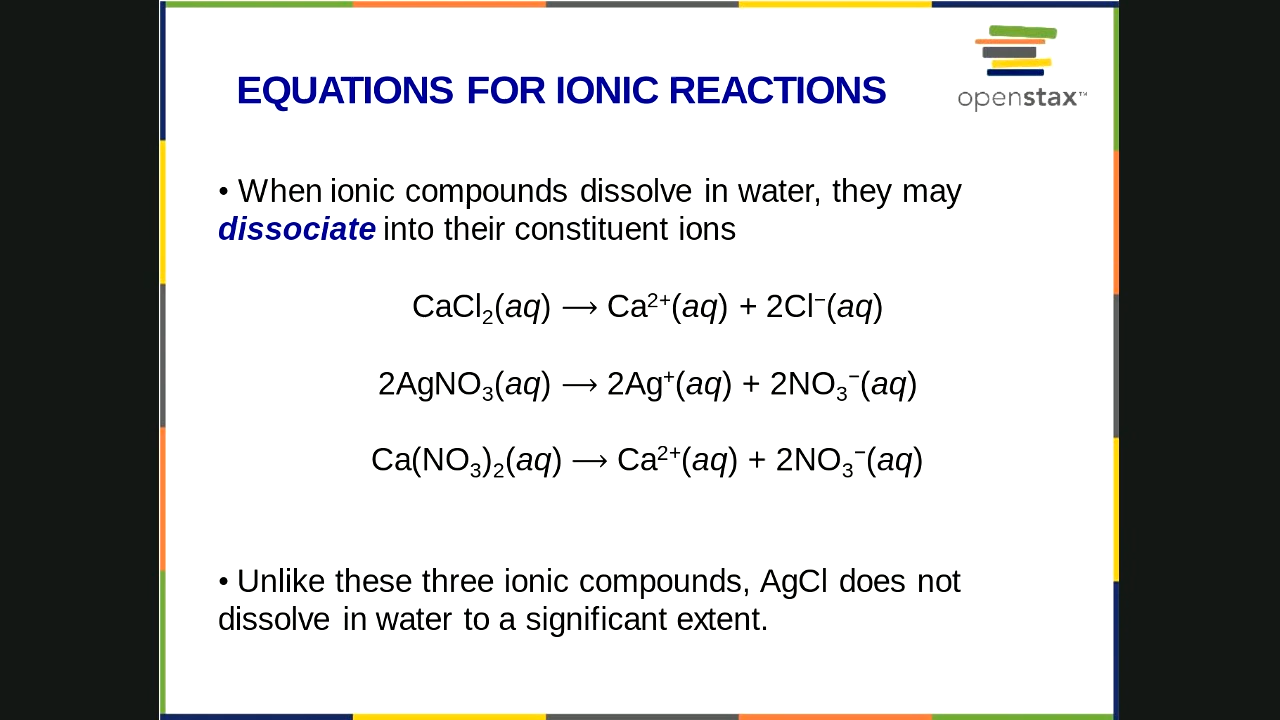 openstax™
EQUATIONS FOR IONIC REACTIONS
• When ionic compounds dissolve in water, they may
dissociate into their constituent ions
CaCl₂(aq) ⟶ Ca²⁺(aq) + 2Cl⁻(aq)
2AgNO₃(aq) ⟶ 2Ag⁺(aq) + 2NO₃⁻(aq)
Ca(NO₃)₂(aq) ⟶ Ca²⁺(aq) + 2NO₃⁻(aq)
• Unlike these three ionic compounds, AgCl does not
dissolve in water to a significant extent.